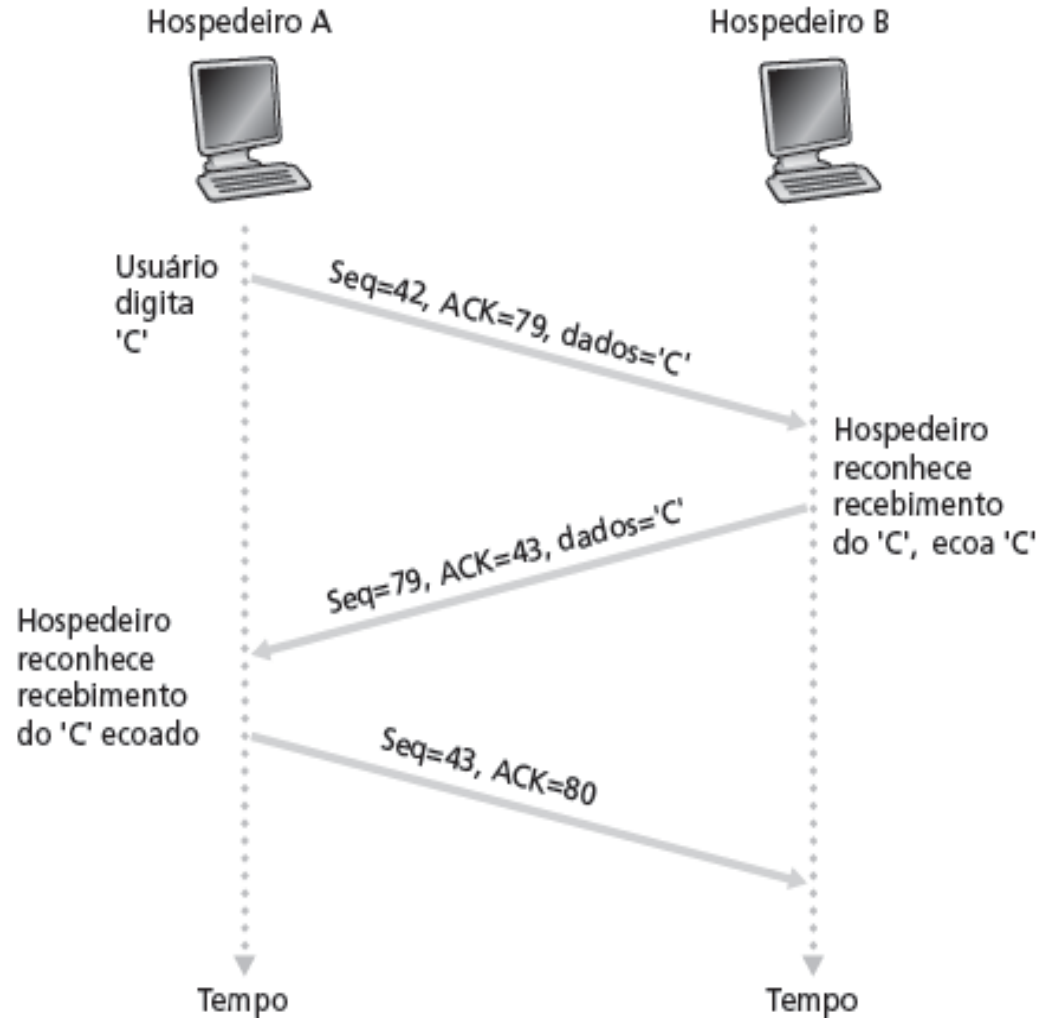 Hospedeiro A
Hospedeiro B
Usuário
digita
'C'
Seq=42, ACK=79, dados='C'
Hospedeiro
reconhece
recebimento
do 'C', ecoa 'C'
Seq=79, ACK=43, dados='C'
Hospedeiro
reconhece
recebimento
do 'C' ecoado
Seq=43, ACK=80
Tempo
Tempo